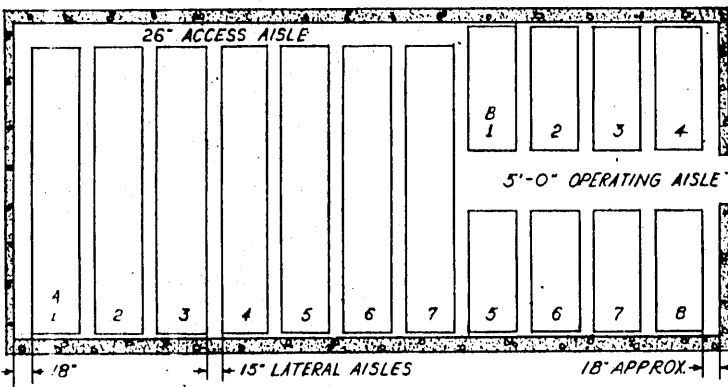 26" ACCESS AISLE
B
1 2 3 4
5'-0" OPERATING AISLE
A
1 2 3 4 5 6 7 5 6 7 8
18" 15" LATERAL AISLES 18" APPROX.